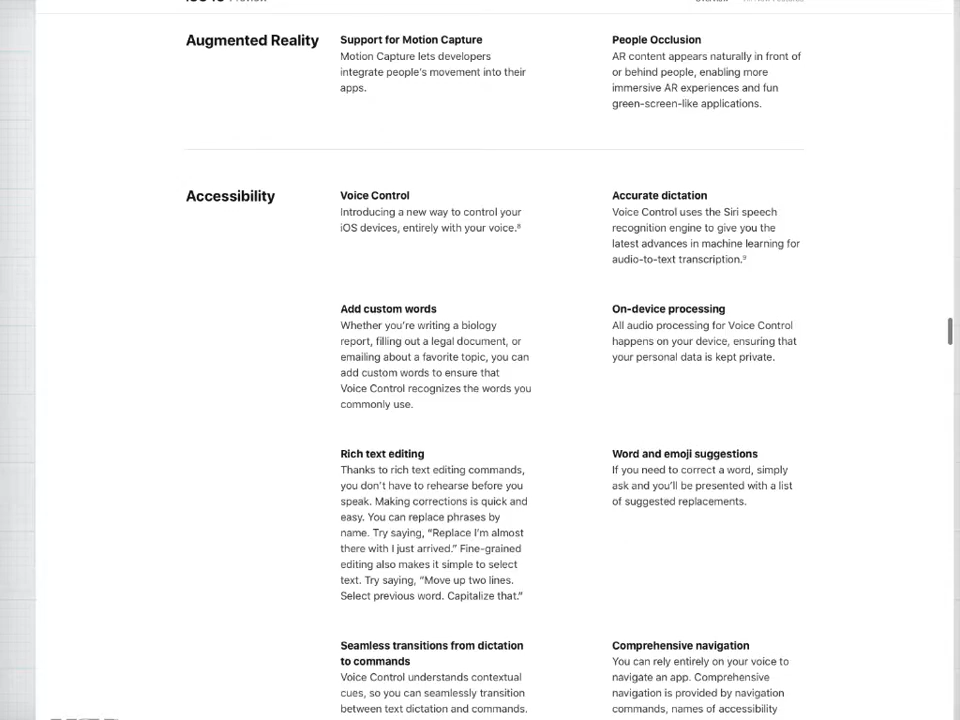 Augmented Reality
Support for Motion Capture
Motion Capture lets developers
integrate people's movement into their
apps.
People Occlusion
AR content appears naturally in front of
or behind people, enabling more
immersive AR experiences and fun
green-screen-like applications.
Accessibility
Voice Control
Introducing a new way to control your
iOS devices, entirely with your voice.⁸
Accurate dictation
Voice Control uses the Siri speech
recognition engine to give you the
latest advances in machine learning for
audio-to-text transcription.⁹
Add custom words
Whether you're writing a biology
report, filling out a legal document, or
emailing about a favorite topic, you can
add custom words to ensure that
Voice Control recognizes the words you
commonly use.
On-device processing
All audio processing for Voice Control
happens on your device, ensuring that
your personal data is kept private.
Rich text editing
Thanks to rich text editing commands,
you don't have to rehearse before you
speak. Making corrections is quick and
easy. You can replace phrases by
name. Try saying, “Replace I'm almost
there with I just arrived.” Fine-grained
editing also makes it simple to select
text. Try saying, “Move up two lines.
Select previous word. Capitalize that.”
Word and emoji suggestions
If you need to correct a word, simply
ask and you'll be presented with a list
of suggested replacements.
Seamless transitions from dictation
to commands
Voice Control understands contextual
cues, so you can seamlessly transition
between text dictation and commands.
Comprehensive navigation
You can rely entirely on your voice to
navigate an app. Comprehensive
navigation is provided by navigation
commands, names of accessibility